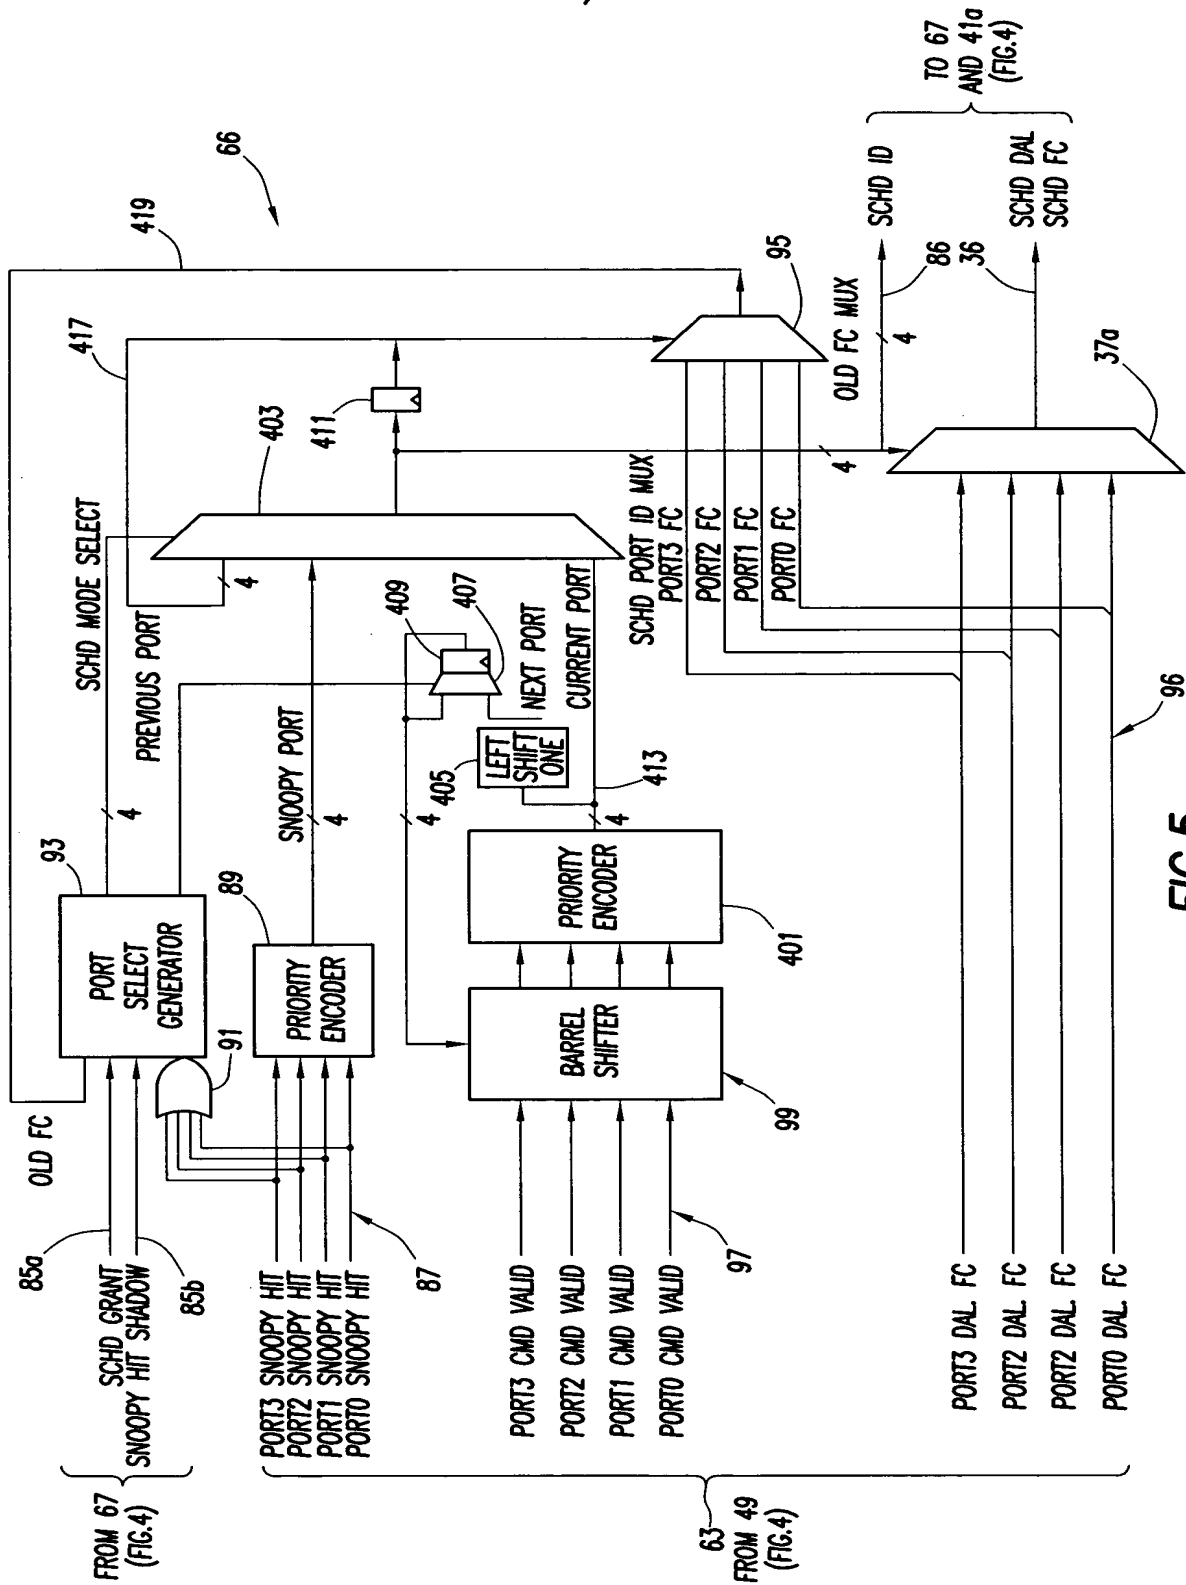 FROM 67
(FIG.4)
SCHD GRANT
SNOOPY HIT SHADOW
85a
85b
OLD FC
PORT
SELECT
GENERATOR
93
91
4
SCHD MODE SELECT
PREVIOUS PORT
4
417
419
66
403
411
PORT3 SNOOPY HIT
PORT2 SNOOPY HIT
PORT1 SNOOPY HIT
PORT0 SNOOPY HIT
87
PRIORITY
ENCODER
89
SNOOPY PORT
4
409
407
4
405
LEFT
SHIFT
ONE
NEXT PORT
CURRENT PORT
413
4
63
FROM 49
(FIG.4)
PORT3 CMD VALID
PORT2 CMD VALID
PORT1 CMD VALID
PORT0 CMD VALID
97
BARREL
SHIFTER
99
PRIORITY
ENCODER
401
SCHD PORT ID MUX
PORT3 FC
PORT2 FC
PORT1 FC
PORT0 FC
95
4
OLD FC MUX
4
86
SCHD ID
36
SCHD DAL
SCHD FC
TO 67
AND 41a
(FIG.4)
37a
PORT3 DAL. FC
PORT2 DAL. FC
PORT2 DAL. FC
PORT0 DAL. FC
96
FIG.5